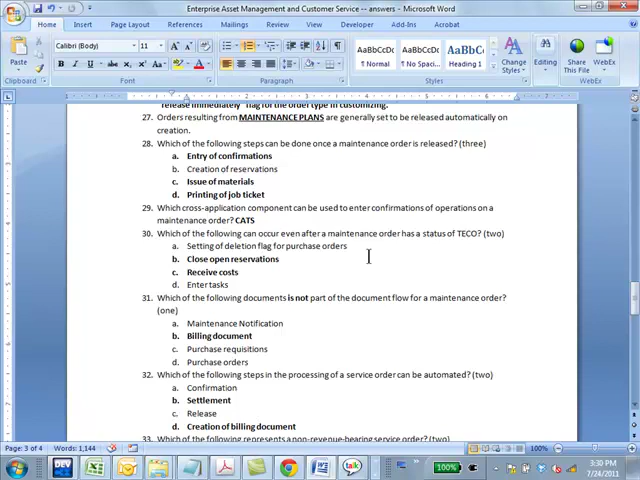 Enterprise Asset Management and Customer Service -- answers - Microsoft Word
Home Insert Page Layout References Mailings Review View Developer Add-Ins Acrobat
Calibri (Body) 11
Paste
B I U abc
AaBbCcDc AaBbCcDc AaBbCc
¶ Normal ¶ No Spaci... Heading 1
Change Styles
Editing
Share This File
Clipboard Font Paragraph Styles WebEx
release immediately" flag for the order type in customizing.
27. Orders resulting from MAINTENANCE PLANS are generally set to be released automatically on
creation.
28. Which of the following steps can be done once a maintenance order is released? (three)
a. Entry of confirmations
b. Creation of reservations
c. Issue of materials
d. Printing of job ticket
29. Which cross-application component can be used to enter confirmations of operations on a
maintenance order? CATS
30. Which of the following can occur even after a maintenance order has a status of TECO? (two)
a. Setting of deletion flag for purchase orders
b. Close open reservations
c. Receive costs
d. Enter tasks
31. Which of the following documents is not part of the document flow for a maintenance order?
(one)
a. Maintenance Notification
b. Billing document
c. Purchase requisitions
d. Purchase orders
32. Which of the following steps in the processing of a service order can be automated? (two)
a. Confirmation
b. Settlement
c. Release
d. Creation of billing document
33. Which of the following represents a non-revenue-bearing service order? (two)
Page: 3 of 4 Words: 1,144 100%
DEV talk 100% 3:30 PM
7/24/2011